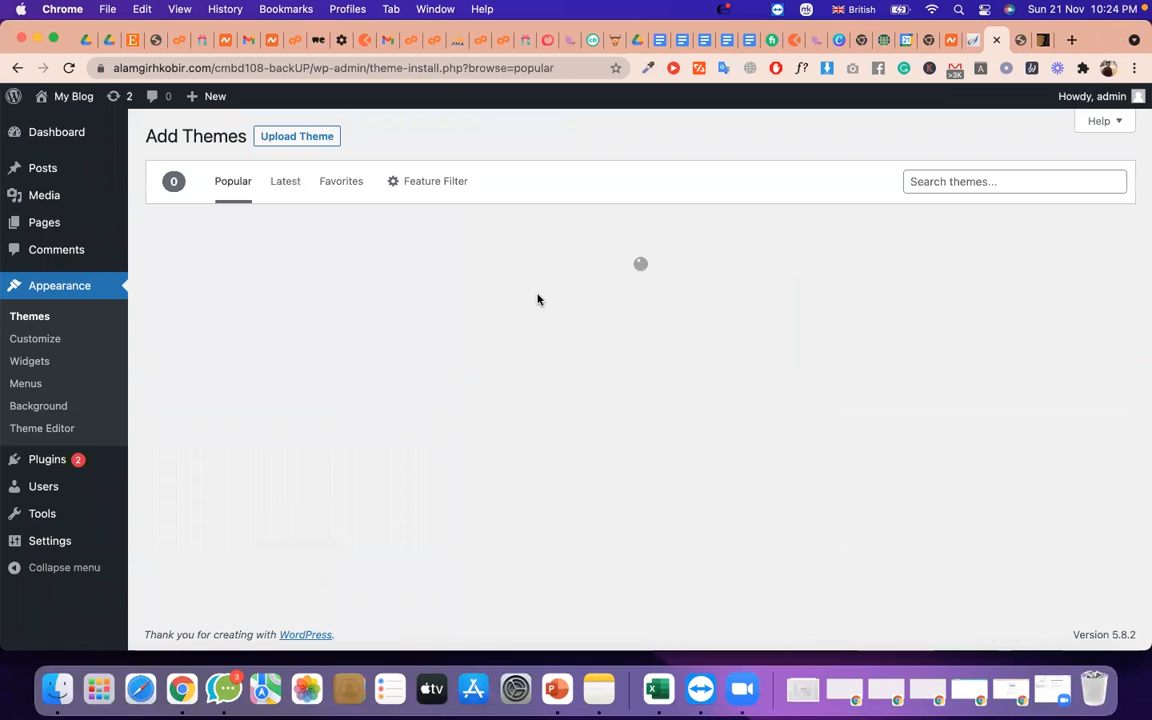 Chrome File Edit View History Bookmarks Profiles Tab Window Help British Sun 21 Nov 10:24 PM
alamgirhkobir.com/cmbd108-backUP/wp-admin/theme-install.php?browse=popular
My Blog 2 0 New Howdy, admin
Help
Add Themes Upload Theme
Dashboard
0 Popular Latest Favorites Feature Filter Search themes...
Posts
Media
Pages
Comments
Appearance
Themes
Customize
Widgets
Menus
Background
Theme Editor
Plugins 2
Users
Tools
Settings
Collapse menu
Thank you for creating with WordPress. Version 5.8.2